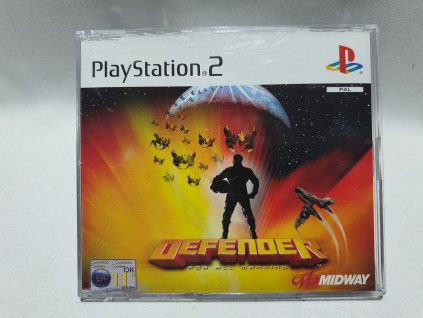 PlayStation®2
PAL
DEFENDER
FOR ALL MANKIND
OK
11+
MIDWAY